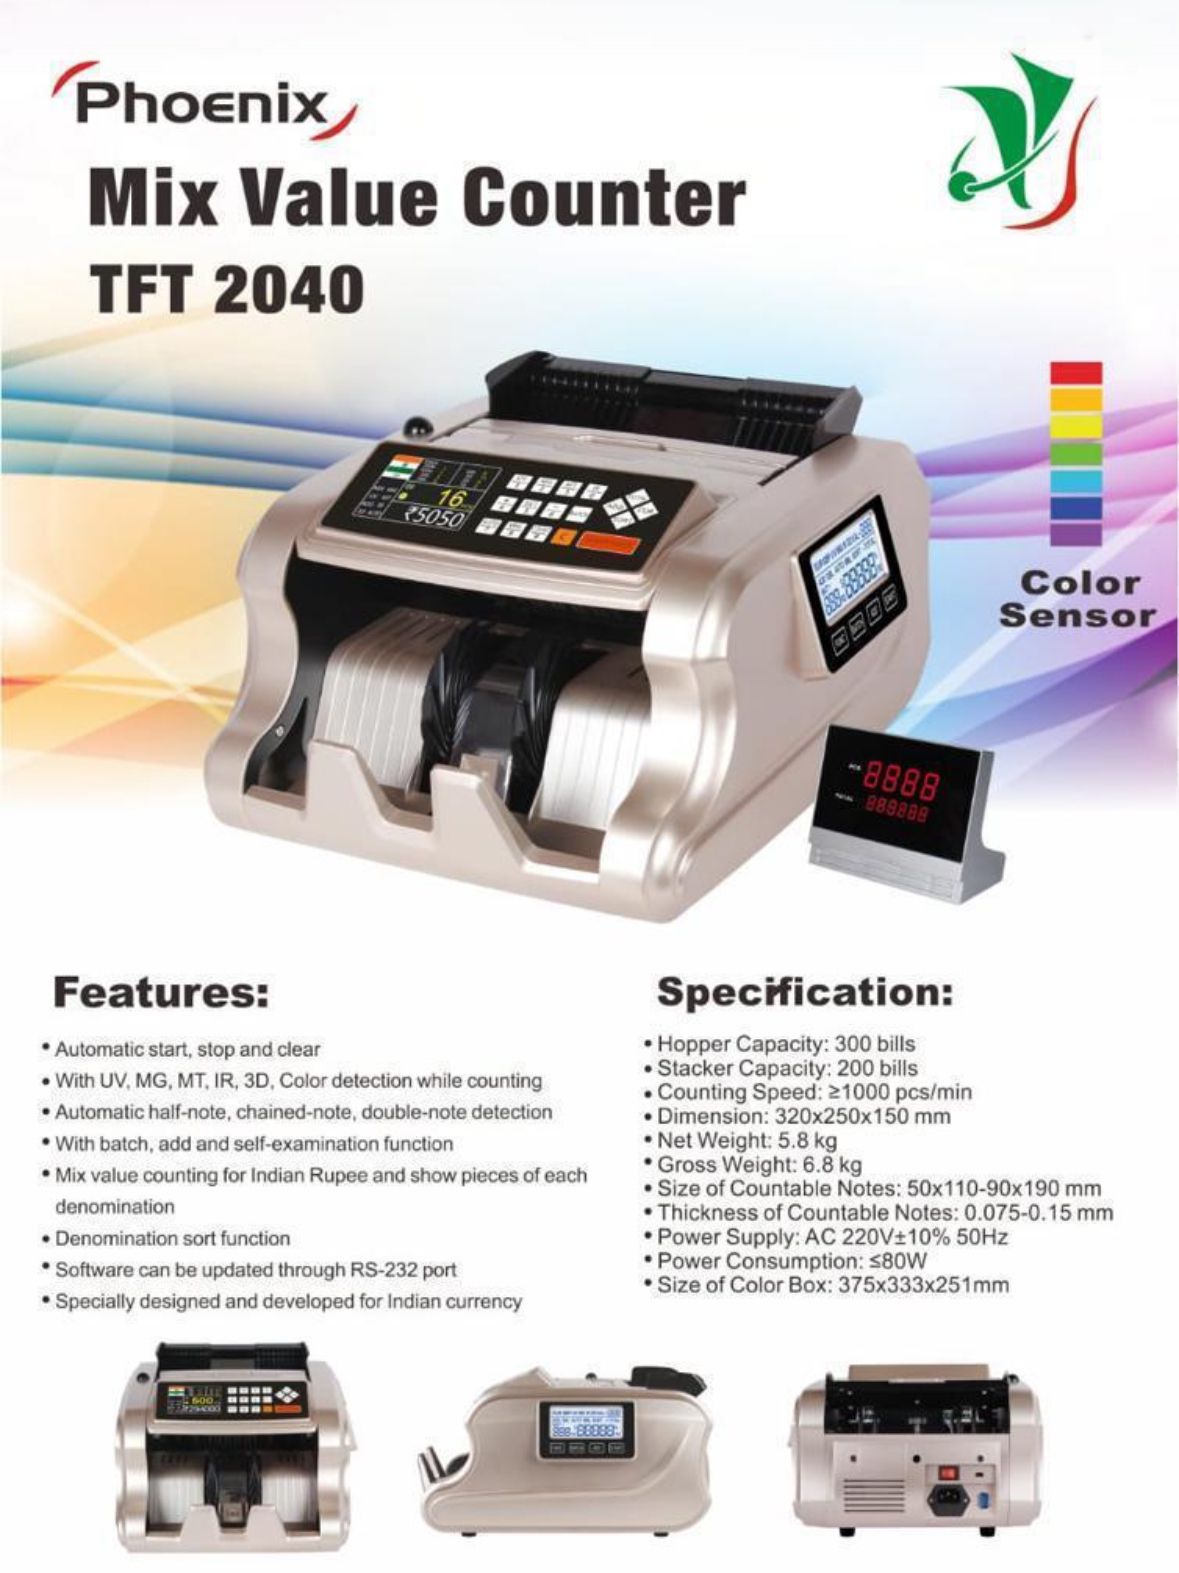 Phoenix
Mix Value Counter
TFT 2040
16
₹5050
Color
Sensor
PCS
8888
888888
Features:
• Automatic start, stop and clear
• With UV, MG, MT, IR, 3D, Color detection while counting
• Automatic half-note, chained-note, double-note detection
• With batch, add and self-examination function
• Mix value counting for Indian Rupee and show pieces of each
denomination
• Denomination sort function
• Software can be updated through RS-232 port
• Specially designed and developed for Indian currency
Specification:
• Hopper Capacity: 300 bills
• Stacker Capacity: 200 bills
• Counting Speed: ≥1000 pcs/min
• Dimension: 320x250x150 mm
• Net Weight: 5.8 kg
• Gross Weight: 6.8 kg
• Size of Countable Notes: 50x110-90x190 mm
• Thickness of Countable Notes: 0.075-0.15 mm
• Power Supply: AC 220V±10% 50Hz
• Power Consumption: ≤80W
• Size of Color Box: 375x333x251mm